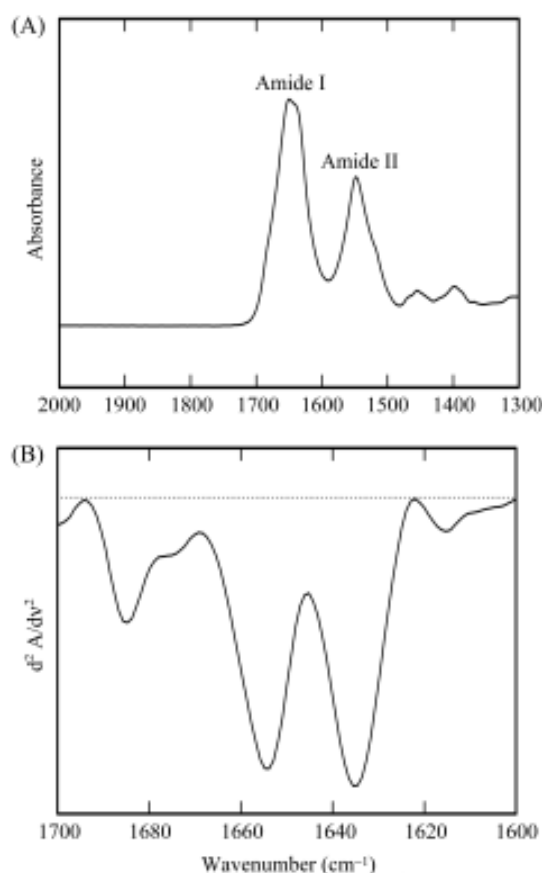 (A)
Amide I
Amide II
Absorbance
2000 1900 1800 1700 1600 1500 1400 1300
(B)
d² A/dν²
1700 1680 1660 1640 1620 1600
Wavenumber (cm⁻¹)